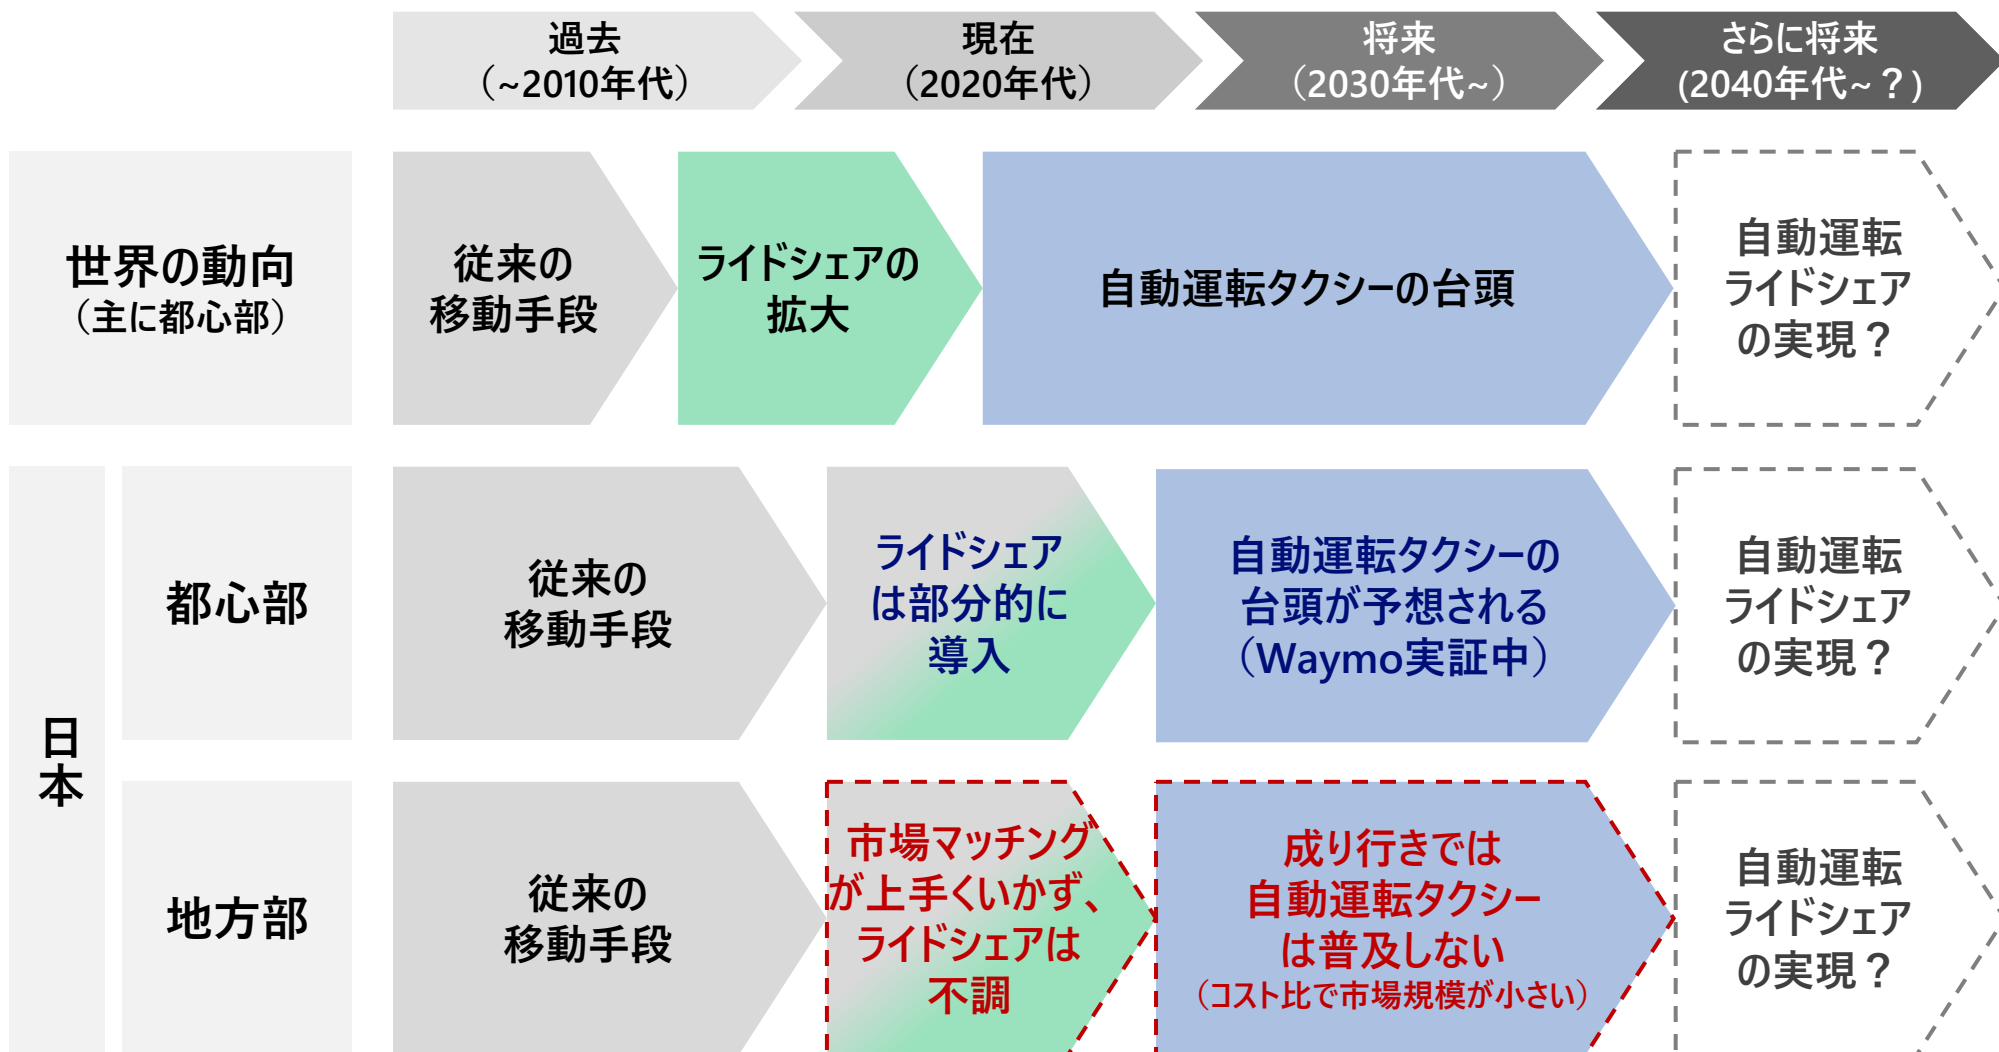 過去
（~2010年代）
現在
（2020年代）
将来
（2030年代~）
さらに将来
(2040年代~？)
世界の動向
（主に都心部）
従来の
移動手段
ライドシェアの
拡大
自動運転タクシーの台頭
自動運転
ライドシェア
の実現？
日本
都心部
従来の
移動手段
ライドシェア
は部分的に
導入
自動運転タクシーの
台頭が予想される
（Waymo実証中）
自動運転
ライドシェア
の実現？
地方部
従来の
移動手段
市場マッチング
が上手くいかず、
ライドシェアは
不調
成り行きでは
自動運転タクシー
は普及しない
（コスト比で市場規模が小さい）
自動運転
ライドシェア
の実現？